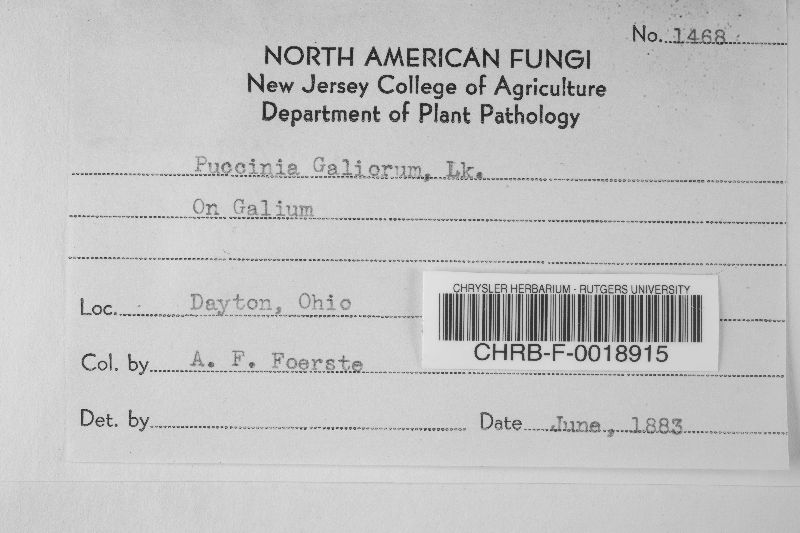 No. 1468
NORTH AMERICAN FUNGI
New Jersey College of Agriculture
Department of Plant Pathology
Puccinia Galiorum, Lk.
On Galium
Loc. Dayton, Ohio
CHRYSLER HERBARIUM - RUTGERS UNIVERSITY
CHRB-F-0018915
Col. by A. F. Foerste
Det. by
Date June, 1883